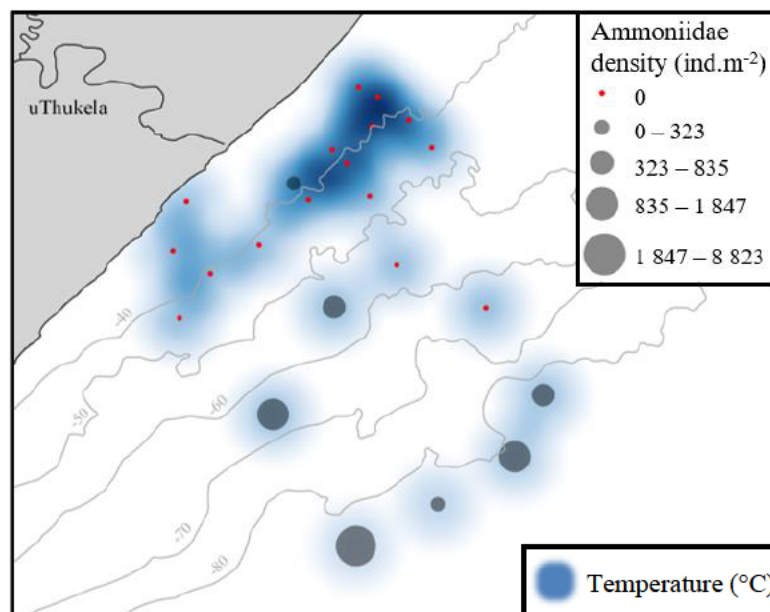 Ammoniidae
density (ind.m⁻²)
0
0 – 323
323 – 835
835 – 1 847
1 847 – 8 823
uThukela
-40
-50
-60
-70
-80
Temperature (°C)